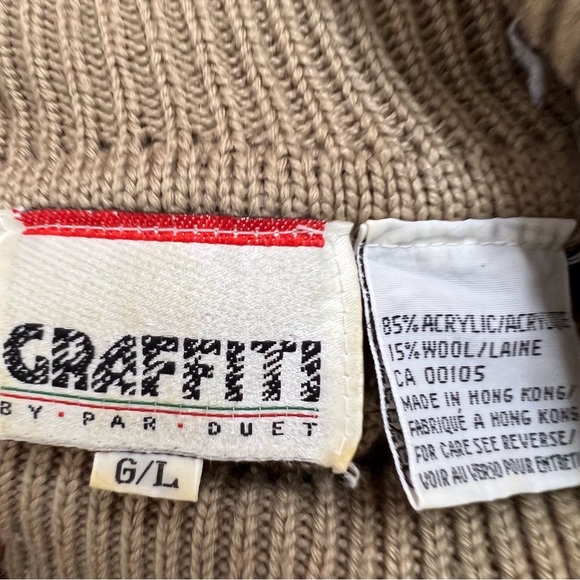 GRAFFITI
BY · PAR · DUET
G/L
85% ACRYLIC/ACRYLIQUE
15% WOOL/LAINE
CA 00105
MADE IN HONG KONG/
FABRIQUÉ A HONG KONG
FOR CARE SEE REVERSE/
VOIR AU VERSO POUR ENTRETI